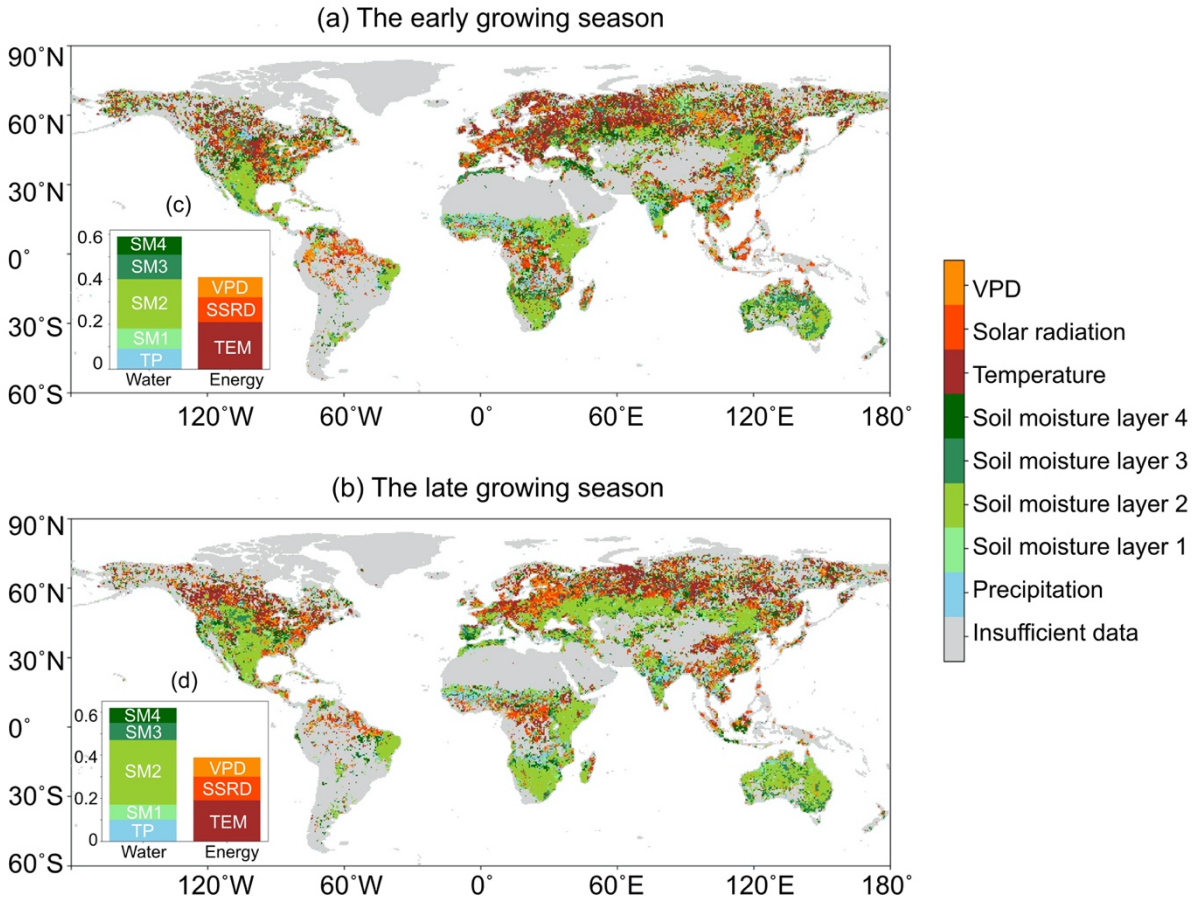 (a) The early growing season
90°N
60°N
30°N
0°
30°S
60°S
120°W
60°W
0°
60°E
120°E
180°
(c)
0.6
0.4
0.2
0
SM4
SM3
SM2
SM1
TP
VPD
SSRD
TEM
Water
Energy
(b) The late growing season
90°N
60°N
30°N
0°
30°S
60°S
120°W
60°W
0°
60°E
120°E
180°
(d)
0.6
0.4
0.2
0
SM4
SM3
SM2
SM1
TP
VPD
SSRD
TEM
Water
Energy
VPD
Solar radiation
Temperature
Soil moisture layer 4
Soil moisture layer 3
Soil moisture layer 2
Soil moisture layer 1
Precipitation
Insufficient data